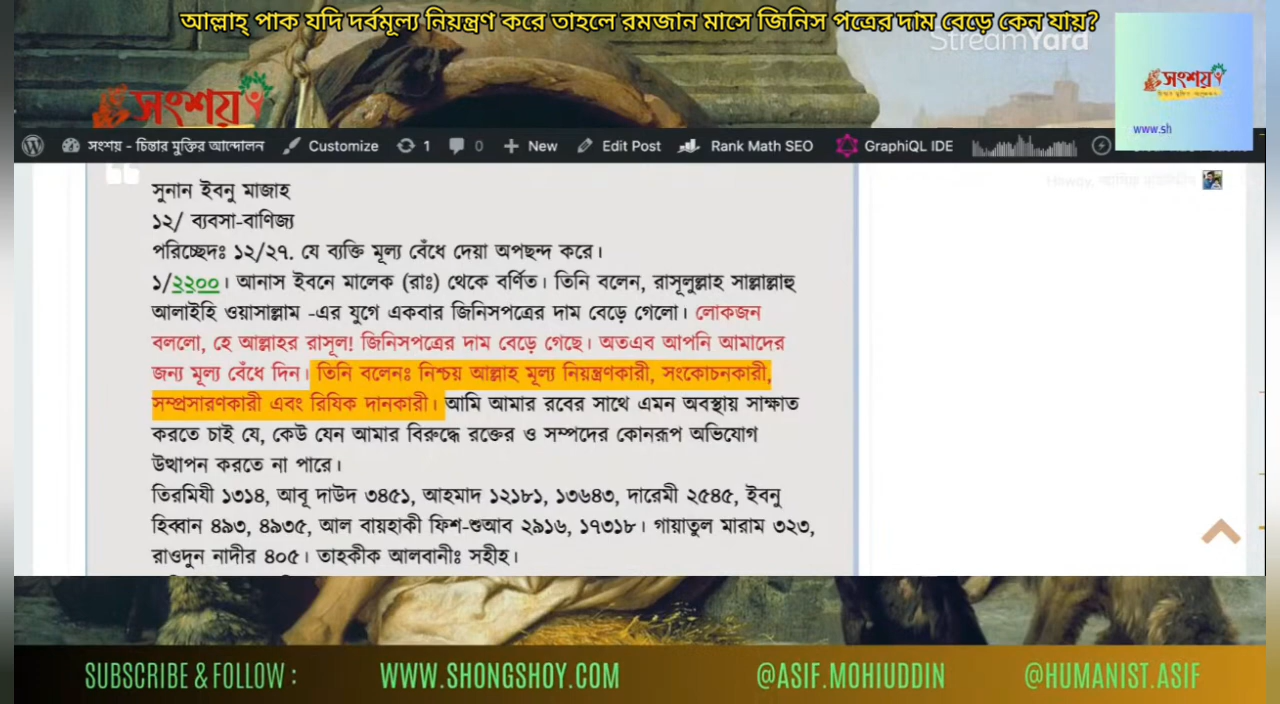 আল্লাহ্ পাক যদি দর্বমূল্য নিয়ন্ত্রণ করে তাহলে রমজান মাসে জিনিস পত্রের দাম বেড়ে কেন যায়?
StreamYard
সংশয়
সংশয়
www.sh
সংশয় - চিন্তার মুক্তির আন্দোলন Customize 1 0 New Edit Post Rank Math SEO GraphiQL IDE
Howdy,
সুনান ইবনু মাজাহ
১২/ ব্যবসা-বাণিজ্য
পরিচ্ছেদঃ ১২/২৭. যে ব্যক্তি মূল্য বেঁধে দেয়া অপছন্দ করে।
১/২২০০। আনাস ইবনে মালেক (রাঃ) থেকে বর্ণিত। তিনি বলেন, রাসূলুল্লাহ সাল্লাল্লাহু
আলাইহি ওয়াসাল্লাম -এর যুগে একবার জিনিসপত্রের দাম বেড়ে গেলো। লোকজন
বললো, হে আল্লাহর রাসূল! জিনিসপত্রের দাম বেড়ে গেছে। অতএব আপনি আমাদের
জন্য মূল্য বেঁধে দিন। তিনি বলেনঃ নিশ্চয় আল্লাহ মূল্য নিয়ন্ত্রণকারী, সংকোচনকারী,
সম্প্রসারণকারী এবং রিযিক দানকারী। আমি আমার রবের সাথে এমন অবস্থায় সাক্ষাত
করতে চাই যে, কেউ যেন আমার বিরুদ্ধে রক্তের ও সম্পদের কোনরূপ অভিযোগ
উত্থাপন করতে না পারে।
তিরমিযী ১৩১৪, আবূ দাউদ ৩৪৫১, আহমাদ ১২১৮১, ১৩৬৪৩, দারেমী ২৫৪৫, ইবনু
হিব্বান ৪৯৩, ৪৯৩৫, আল বায়হাকী ফিশ-শুআব ২৯১৬, ১৭৩১৮। গায়াতুল মারাম ৩২৩,
রাওদুন নাদীর ৪০৫। তাহকীক আলবানীঃ সহীহ।
SUBSCRIBE & FOLLOW : WWW.SHONGSHOY.COM @ASIF.MOHIUDDIN @HUMANIST.ASIF